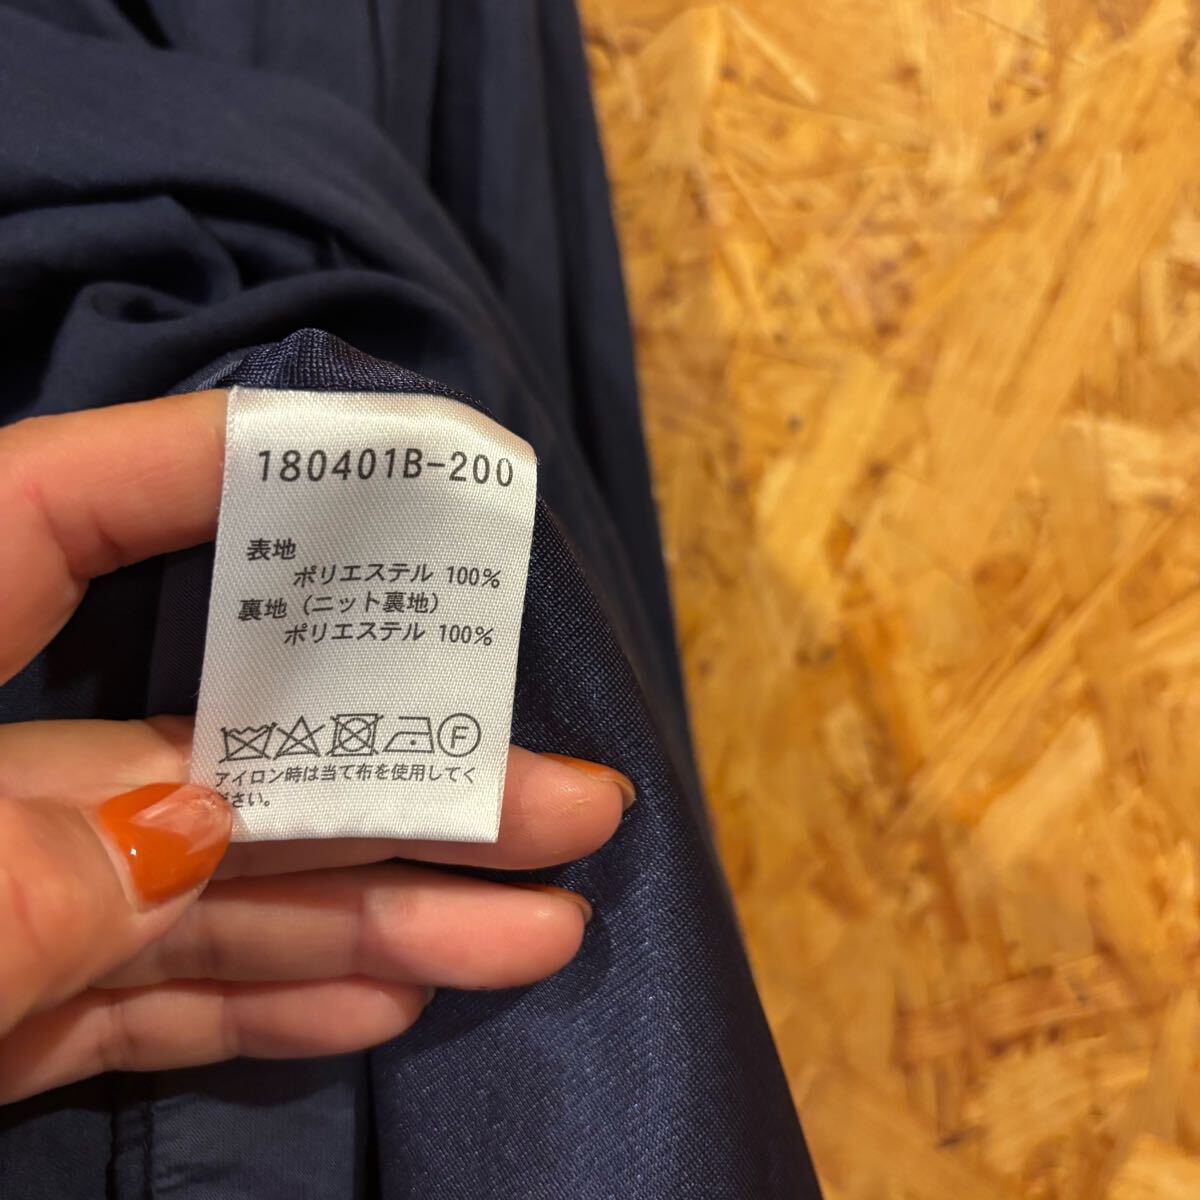 180401B-200
表地
ポリエステル 100%
裏地 (ニット裏地)
ポリエステル 100%
F
アイロン時は当て布を使用してく
ださい。